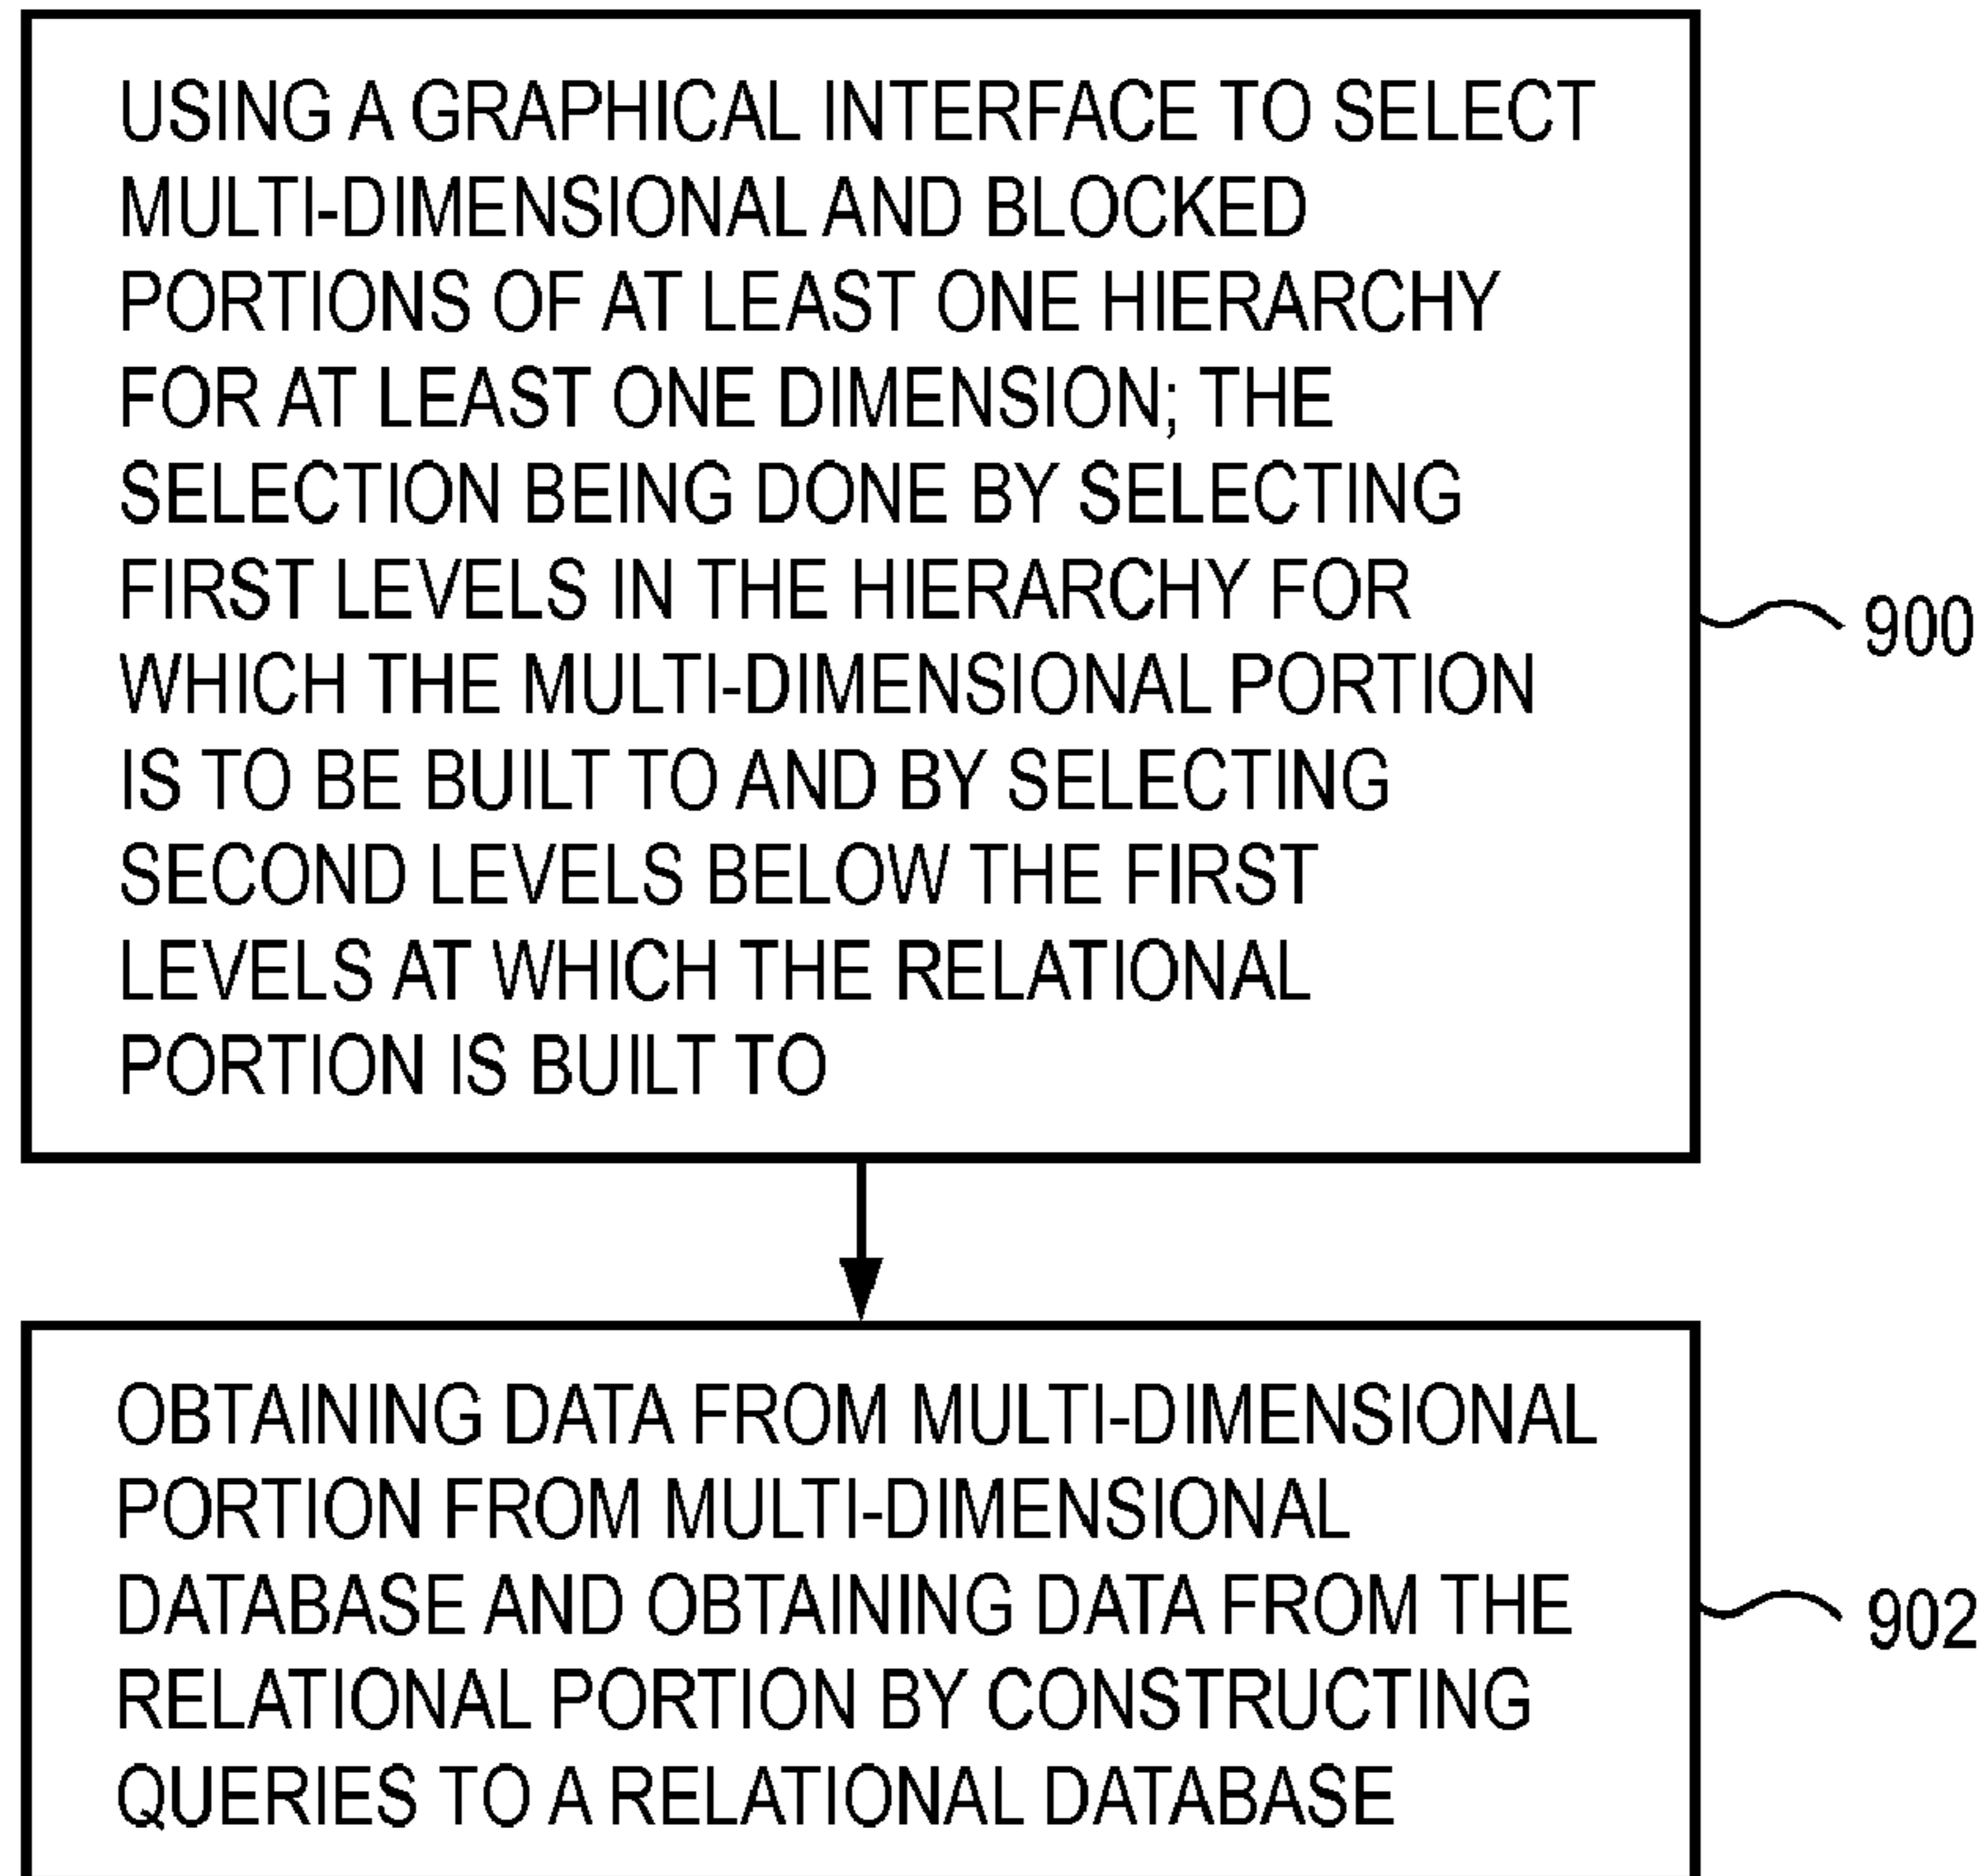 USING A GRAPHICAL INTERFACE TO SELECT
MULTI-DIMENSIONAL AND BLOCKED
PORTIONS OF AT LEAST ONE HIERARCHY
FOR AT LEAST ONE DIMENSION; THE
SELECTION BEING DONE BY SELECTING
FIRST LEVELS IN THE HIERARCHY FOR
WHICH THE MULTI-DIMENSIONAL PORTION
IS TO BE BUILT TO AND BY SELECTING
SECOND LEVELS BELOW THE FIRST
LEVELS AT WHICH THE RELATIONAL
PORTION IS BUILT TO
900
OBTAINING DATA FROM MULTI-DIMENSIONAL
PORTION FROM MULTI-DIMENSIONAL
DATABASE AND OBTAINING DATA FROM THE
RELATIONAL PORTION BY CONSTRUCTING
QUERIES TO A RELATIONAL DATABASE
902